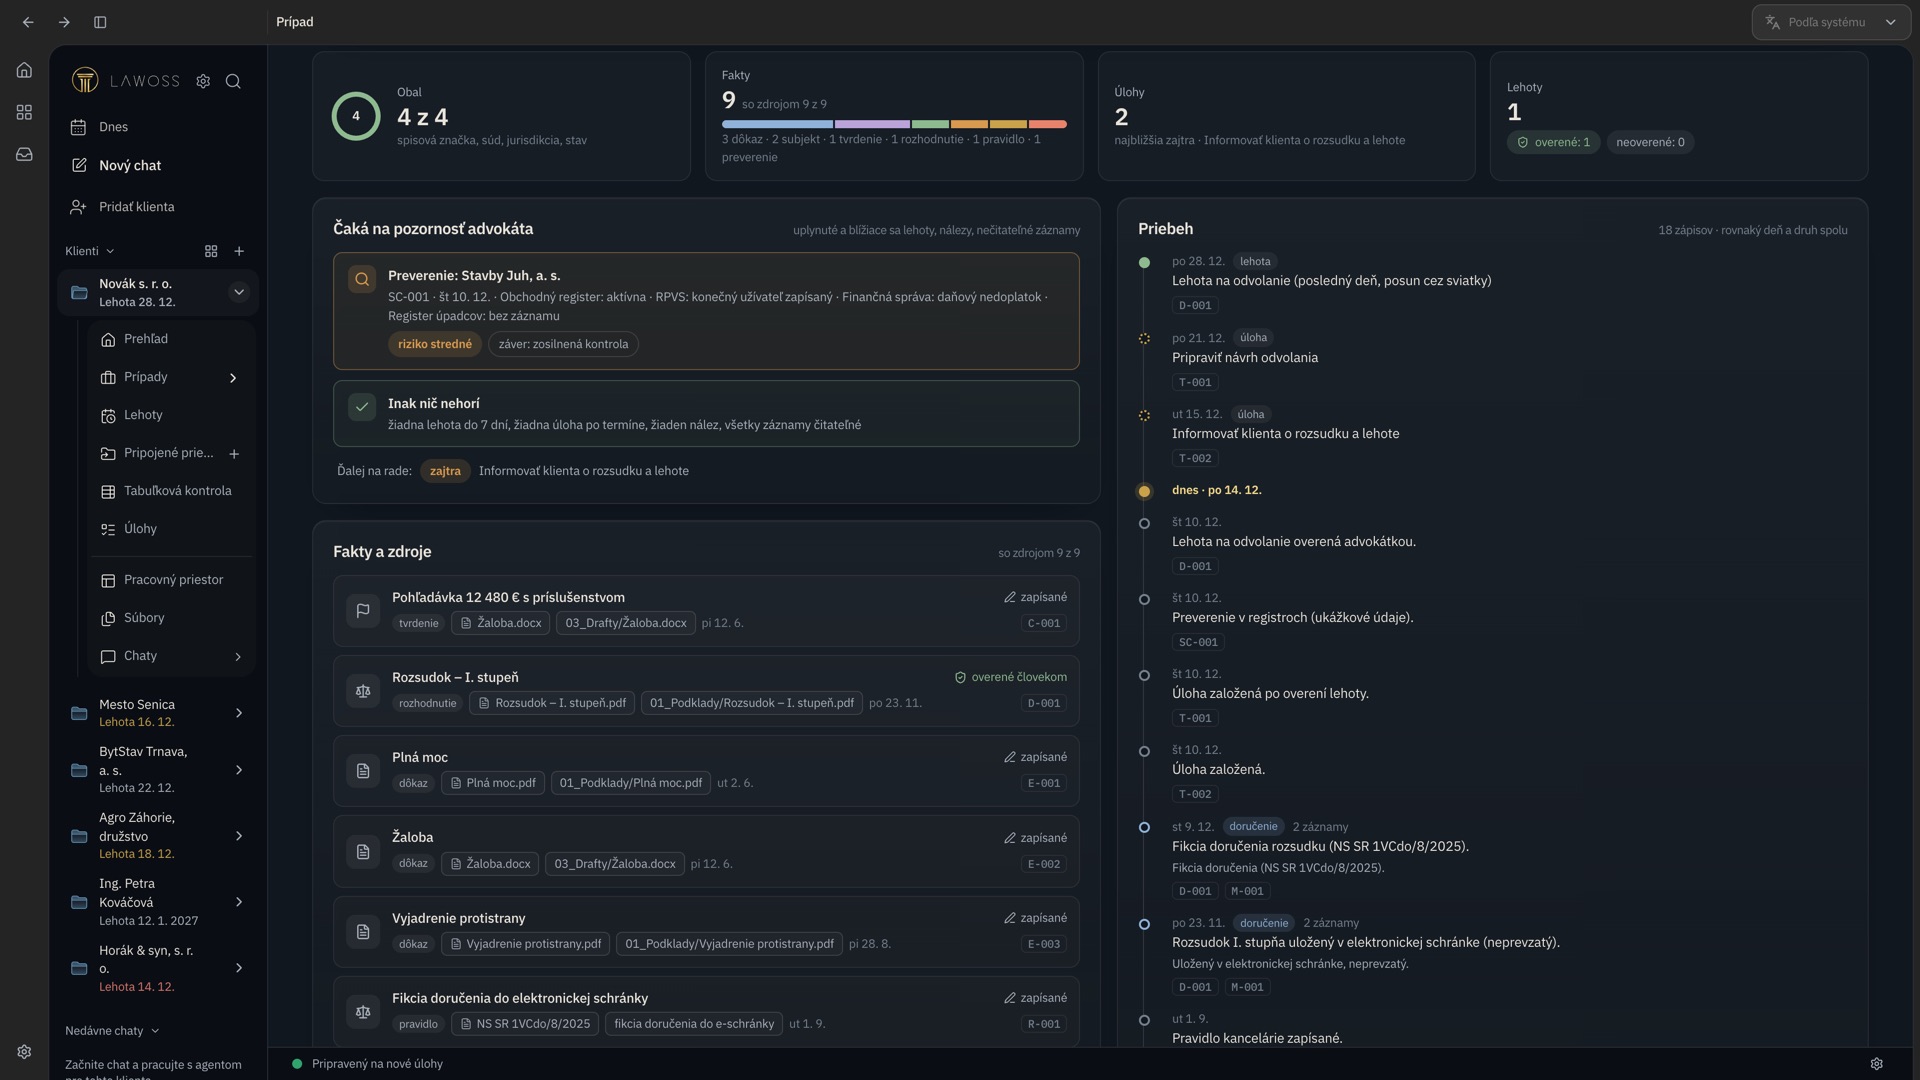 Prípad
Podľa systému
LAWOSS
Dnes
Nový chat
Pridať klienta
Klienti
Novák s. r. o.
Lehota 28. 12.
Prehľad
Prípady
Lehoty
Pripojené prie...
Tabuľková kontrola
Úlohy
Pracovný priestor
Súbory
Chaty
Mesto Senica
Lehota 16. 12.
BytStav Trnava,
a. s.
Lehota 22. 12.
Agro Záhorie,
družstvo
Lehota 18. 12.
Ing. Petra
Kováčová
Lehota 12. 1. 2027
Horák & syn, s. r.
o.
Lehota 14. 12.
Nedávne chaty
Začnite chat a pracujte s agentom
4
Obal
4 z 4
spisová značka, súd, jurisdikcia, stav
Fakty
9 so zdrojom 9 z 9
3 dôkaz · 2 subjekt · 1 tvrdenie · 1 rozhodnutie · 1 pravidlo · 1
preverenie
Úlohy
2
najbližšia zajtra · Informovať klienta o rozsudku a lehote
Lehoty
1
overené: 1 neoverené: 0
Čaká na pozornosť advokáta
uplynuté a blížiace sa lehoty, nálezy, nečitateľné záznamy
Preverenie: Stavby Juh, a. s.
SC-001 · št 10. 12. · Obchodný register: aktívna · RPVS: konečný užívateľ zapísaný · Finančná správa: daňový nedoplatok ·
Register úpadcov: bez záznamu
riziko stredné záver: zosilnená kontrola
Inak nič nehorí
žiadna lehota do 7 dní, žiadna úloha po termíne, žiaden nález, všetky záznamy čitateľné
Ďalej na rade: zajtra Informovať klienta o rozsudku a lehote
Fakty a zdroje
so zdrojom 9 z 9
Pohľadávka 12 480 € s príslušenstvom zapísané
tvrdenie Žaloba.docx 03_Drafty/Žaloba.docx pi 12. 6. C-001
Rozsudok – I. stupeň overené človekom
rozhodnutie Rozsudok – I. stupeň.pdf 01_Podklady/Rozsudok – I. stupeň.pdf po 23. 11. D-001
Plná moc zapísané
dôkaz Plná moc.pdf 01_Podklady/Plná moc.pdf ut 2. 6. E-001
Žaloba zapísané
dôkaz Žaloba.docx 03_Drafty/Žaloba.docx pi 12. 6. E-002
Vyjadrenie protistrany zapísané
dôkaz Vyjadrenie protistrany.pdf 01_Podklady/Vyjadrenie protistrany.pdf pi 28. 8. E-003
Fikcia doručenia do elektronickej schránky zapísané
pravidlo NS SR 1VCdo/8/2025 fikcia doručenia do e-schránky ut 1. 9. R-001
Priebeh
18 zápisov · rovnaký deň a druh spolu
po 28. 12. lehota
Lehota na odvolanie (posledný deň, posun cez sviatky)
D-001
po 21. 12. úloha
Pripraviť návrh odvolania
T-001
ut 15. 12. úloha
Informovať klienta o rozsudku a lehote
T-002
dnes · po 14. 12.
št 10. 12.
Lehota na odvolanie overená advokátkou.
D-001
št 10. 12.
Preverenie v registroch (ukážkové údaje).
SC-001
št 10. 12.
Úloha založená po overení lehoty.
T-001
št 10. 12.
Úloha založená.
T-002
st 9. 12. doručenie 2 záznamy
Fikcia doručenia rozsudku (NS SR 1VCdo/8/2025).
Fikcia doručenia (NS SR 1VCdo/8/2025).
D-001 M-001
po 23. 11. doručenie 2 záznamy
Rozsudok I. stupňa uložený v elektronickej schránke (neprevzatý).
Uložený v elektronickej schránke, neprevzatý.
D-001 M-001
ut 1. 9.
Pravidlo kancelárie zapísané.
Pripravený na nové úlohy